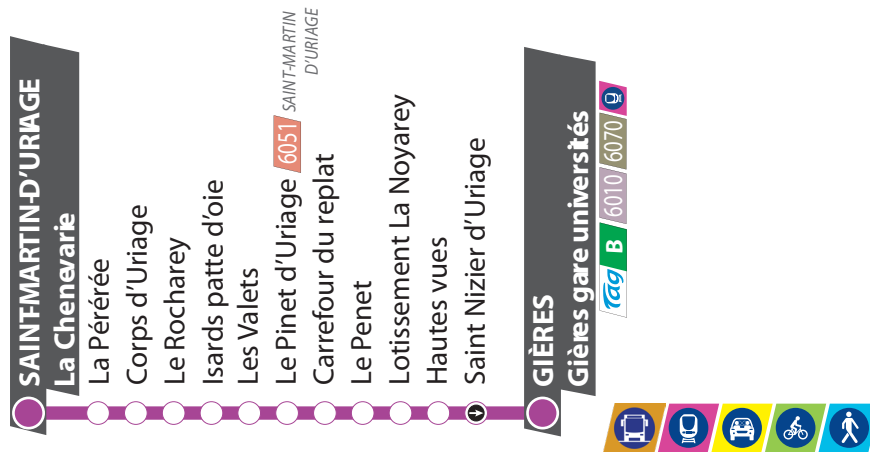 SAINT-MARTIN-D'URIAGE
La Chenevarie
La Pérérée
Corps d'Uriage
Le Rocharey
Isards patte d'oie
Les Valets
Le Pinet d'Uriage 6051 SAINT-MARTIN D'URIAGE
Carrefour du replat
Le Penet
Lotissement La Noyarey
Hautes vues
Saint Nizier d'Uriage
GIÈRES
Gières gare universités
Tag B 6010 6070